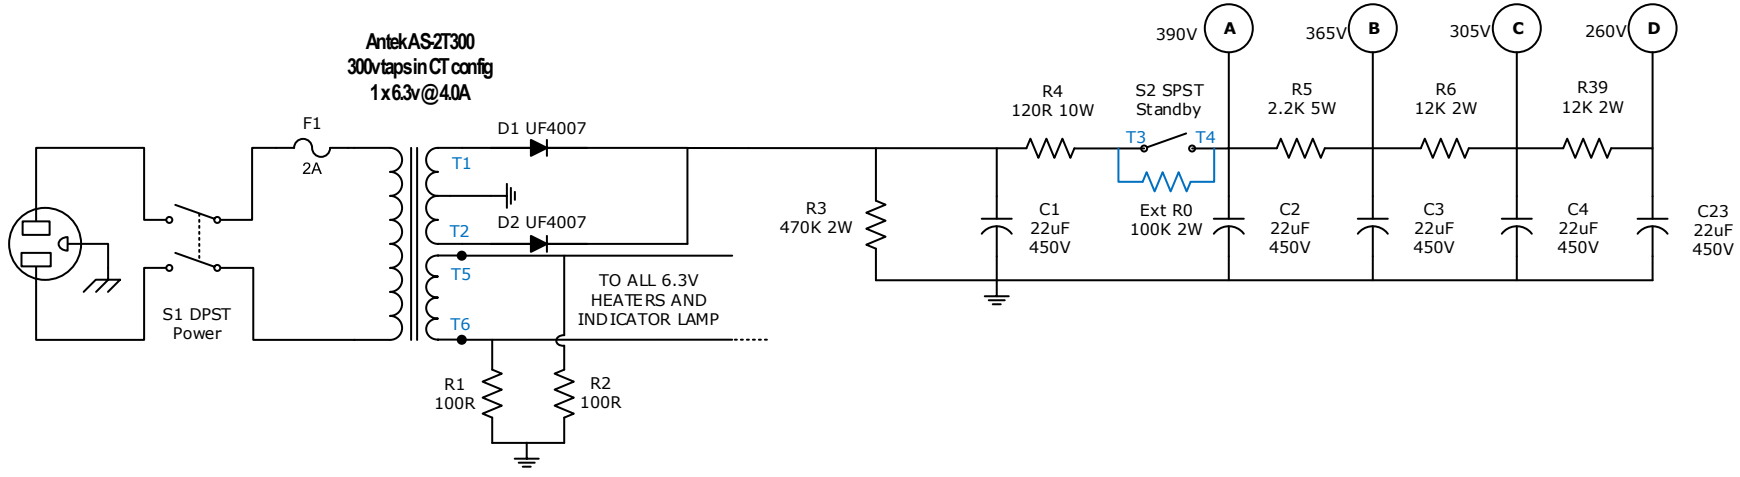 Antek AS-2T300
300v taps in CT config
1 x 6.3v @ 4.0A
F1
2A
S1 DPST
Power
D1 UF4007
T1
T2
D2 UF4007
T5
T6
TO ALL 6.3V
HEATERS AND
INDICATOR LAMP
R1
100R
R2
100R
R3
470K 2W
C1
22uF
450V
R4
120R 10W
S2 SPST
Standby
T3
T4
Ext R0
100K 2W
390V
A
R5
2.2K 5W
C2
22uF
450V
365V
B
R6
12K 2W
C3
22uF
450V
305V
C
R39
12K 2W
C4
22uF
450V
260V
D
C23
22uF
450V